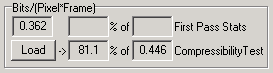 Bits/(Pixel*Frame)
0.362 % of First Pass Stats
Load -> 81.1 % of 0.446 CompressibilityTest